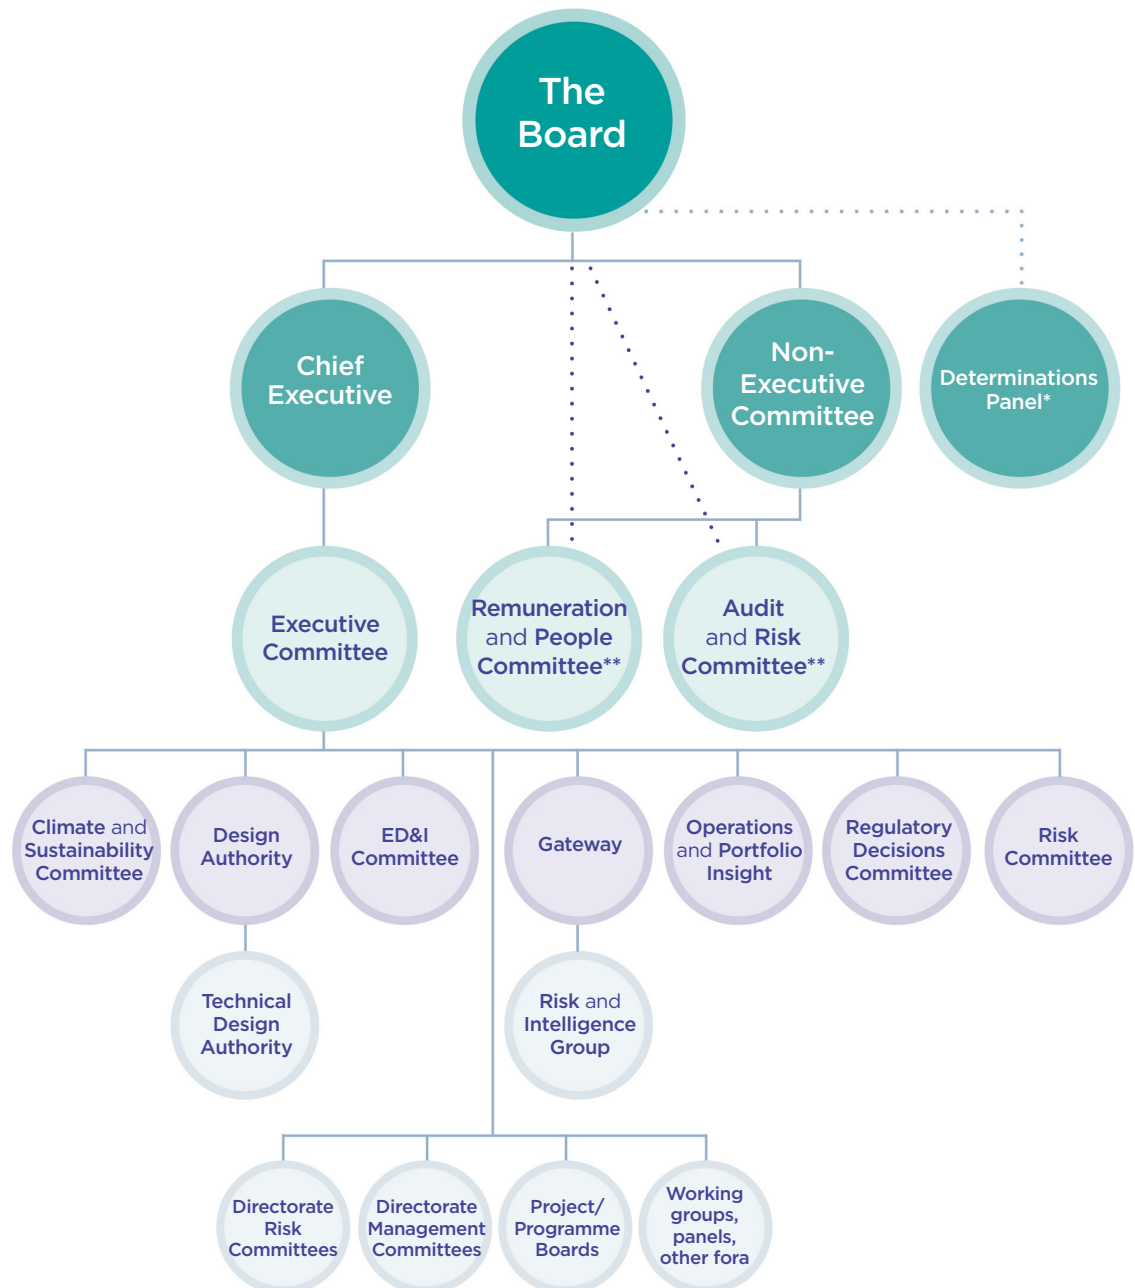 The
Board
Chief
Executive
Non-
Executive
Committee
Determinations
Panel*
Executive
Committee
Remuneration
and People
Committee**
Audit
and Risk
Committee**
Climate and
Sustainability
Committee
Design
Authority
ED&I
Committee
Gateway
Operations
and Portfolio
Insight
Regulatory
Decisions
Committee
Risk
Committee
Technical
Design
Authority
Risk and
Intelligence
Group
Directorate
Risk
Committees
Directorate
Management
Committees
Project/
Programme
Boards
Working
groups,
panels,
other fora